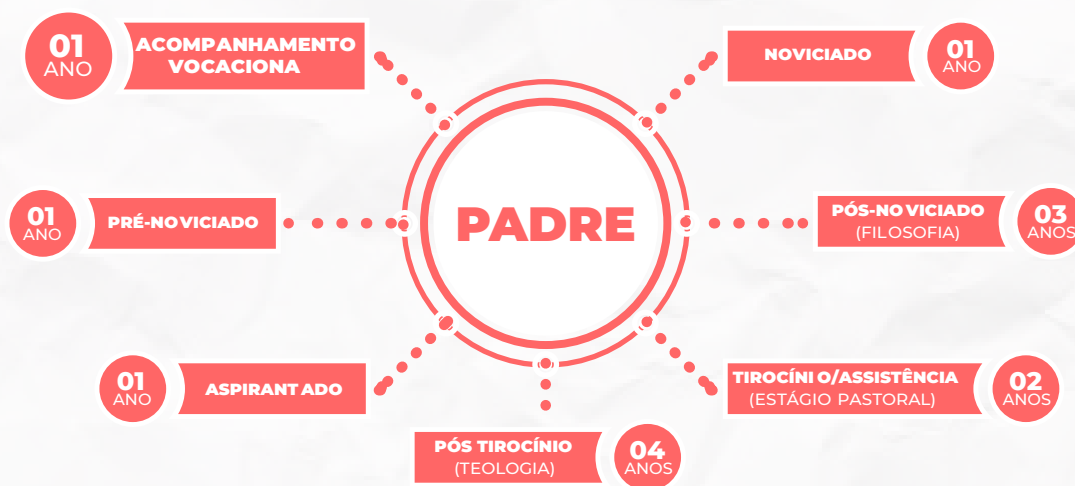 01
ANO
ACOMPANHAMENTO
VOCACIONA
NOVICIADO
01
ANO
01
ANO
PRÉ-NOVICIADO
PADRE
PÓS-NOVICIADO
(FILOSOFIA)
03
ANOS
01
ANO
ASPIRANTADO
TIROCÍNIO/ASSISTÊNCIA
(ESTÁGIO PASTORAL)
02
ANOS
PÓS TIROCÍNIO
(TEOLOGIA)
04
ANOS